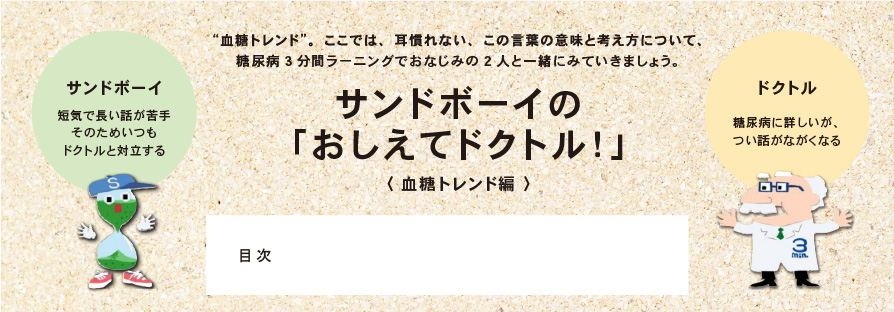 “血糖トレンド”。ここでは、耳慣れない、この言葉の意味と考え方について、
糖尿病3分間ラーニングでおなじみの2人と一緒にみていきましょう。
サンドボーイの
「おしえてドクトル！」
〈 血糖トレンド編 〉
サンドボーイ
短気で長い話が苦手
そのためいつも
ドクトルと対立する
S
ドクトル
糖尿病に詳しいが、
つい話がながくなる
3
min.
目次